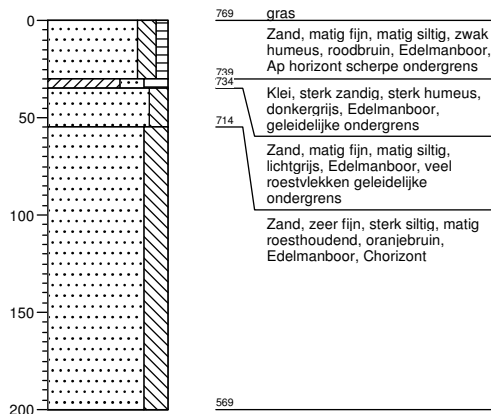 0
50
100
150
200
769
gras
Zand, matig fijn, matig siltig, zwak
humeus, roodbruin, Edelmanboor,
Ap horizont scherpe ondergrens
739
734
Klei, sterk zandig, sterk humeus,
donkergrijs, Edelmanboor,
geleidelijke ondergrens
714
Zand, matig fijn, matig siltig,
lichtgrijs, Edelmanboor, veel
roestvlekken geleidelijke
ondergrens
Zand, zeer fijn, sterk siltig, matig
roesthoudend, oranjebruin,
Edelmanboor, Chorizont
569